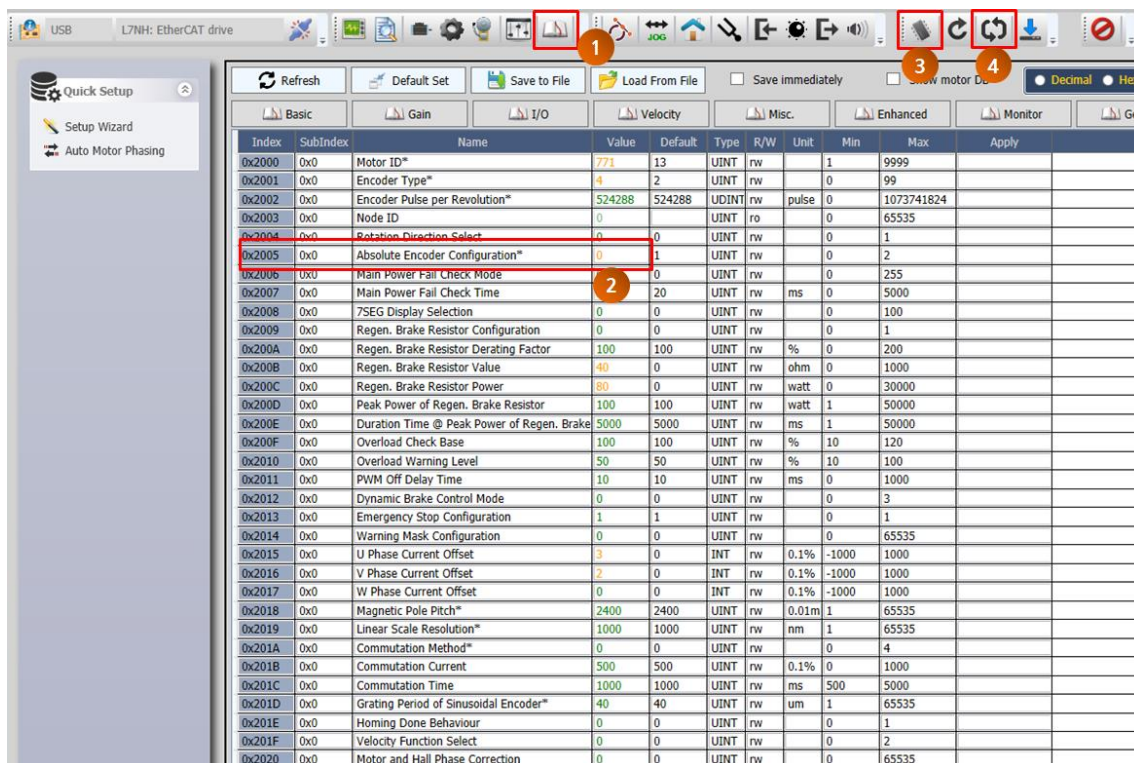 USB L7NH: EtherCAT drive JOG
1 3 4
Quick Setup
Setup Wizard
Auto Motor Phasing
Refresh Default Set Save to File Load From File Save immediately Show motor DB Decimal He
Basic Gain I/O Velocity Misc. Enhanced Monitor G
Index SubIndex Name Value Default Type R/W Unit Min Max Apply
0x2000 0x0 Motor ID* 771 13 UINT rw 1 9999
0x2001 0x0 Encoder Type* 4 2 UINT rw 0 99
0x2002 0x0 Encoder Pulse per Revolution* 524288 524288 UDINT rw pulse 0 1073741824
0x2003 0x0 Node ID 0 UINT ro 0 65535
0x2004 0x0 Rotation Direction Select 0 0 UINT rw 0 1
0x2005 0x0 Absolute Encoder Configuration* 0 1 UINT rw 0 2
0x2006 0x0 Main Power Fail Check Mode 0 UINT rw 0 255
2
0x2007 0x0 Main Power Fail Check Time 20 UINT rw ms 0 5000
0x2008 0x0 7SEG Display Selection 0 0 UINT rw 0 100
0x2009 0x0 Regen. Brake Resistor Configuration 0 0 UINT rw 0 1
0x200A 0x0 Regen. Brake Resistor Derating Factor 100 100 UINT rw % 0 200
0x200B 0x0 Regen. Brake Resistor Value 40 0 UINT rw ohm 0 1000
0x200C 0x0 Regen. Brake Resistor Power 80 0 UINT rw watt 0 30000
0x200D 0x0 Peak Power of Regen. Brake Resistor 100 100 UINT rw watt 1 50000
0x200E 0x0 Duration Time @ Peak Power of Regen. Brake 5000 5000 UINT rw ms 1 50000
0x200F 0x0 Overload Check Base 100 100 UINT rw % 10 120
0x2010 0x0 Overload Warning Level 50 50 UINT rw % 10 100
0x2011 0x0 PWM Off Delay Time 10 10 UINT rw ms 0 1000
0x2012 0x0 Dynamic Brake Control Mode 0 0 UINT rw 0 3
0x2013 0x0 Emergency Stop Configuration 1 1 UINT rw 0 1
0x2014 0x0 Warning Mask Configuration 0 0 UINT rw 0 65535
0x2015 0x0 U Phase Current Offset 3 0 INT rw 0.1% -1000 1000
0x2016 0x0 V Phase Current Offset 2 0 INT rw 0.1% -1000 1000
0x2017 0x0 W Phase Current Offset 0 0 INT rw 0.1% -1000 1000
0x2018 0x0 Magnetic Pole Pitch* 2400 2400 UINT rw 0.01m 1 65535
0x2019 0x0 Linear Scale Resolution* 1000 1000 UINT rw nm 1 65535
0x201A 0x0 Commutation Method* 0 0 UINT rw 0 4
0x201B 0x0 Commutation Current 500 500 UINT rw 0.1% 0 1000
0x201C 0x0 Commutation Time 1000 1000 UINT rw ms 500 5000
0x201D 0x0 Grating Period of Sinusoidal Encoder* 40 40 UINT rw um 1 65535
0x201E 0x0 Homing Done Behaviour 0 0 UINT rw 0 1
0x201F 0x0 Velocity Function Select 0 0 UINT rw 0 2
0x2020 0x0 Motor and Hall Phase Correction 0 0 UINT rw 0 65535